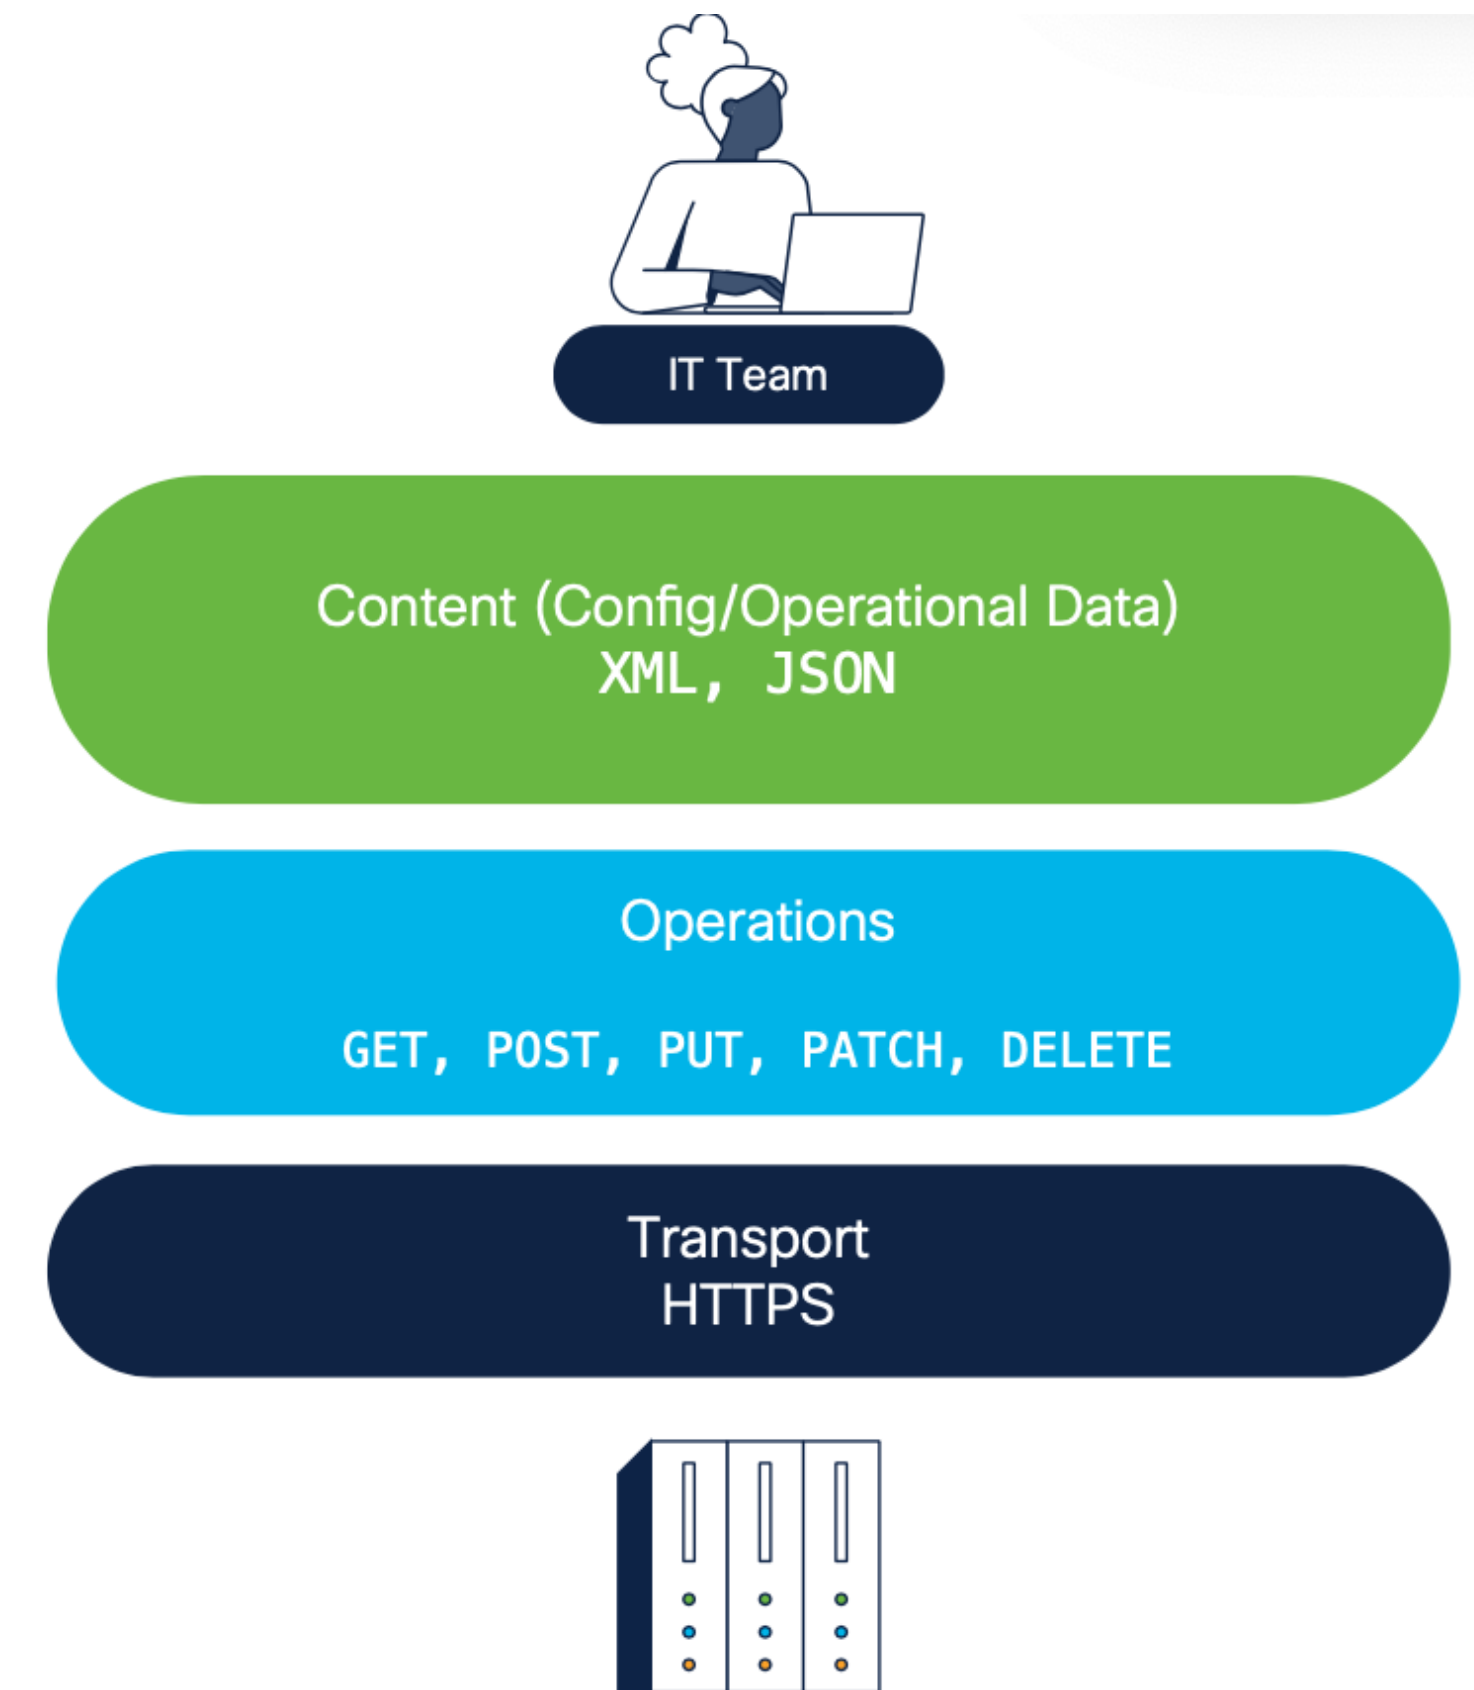 IT Team
Content (Config/Operational Data)
XML, JSON
Operations
GET, POST, PUT, PATCH, DELETE
Transport
HTTPS